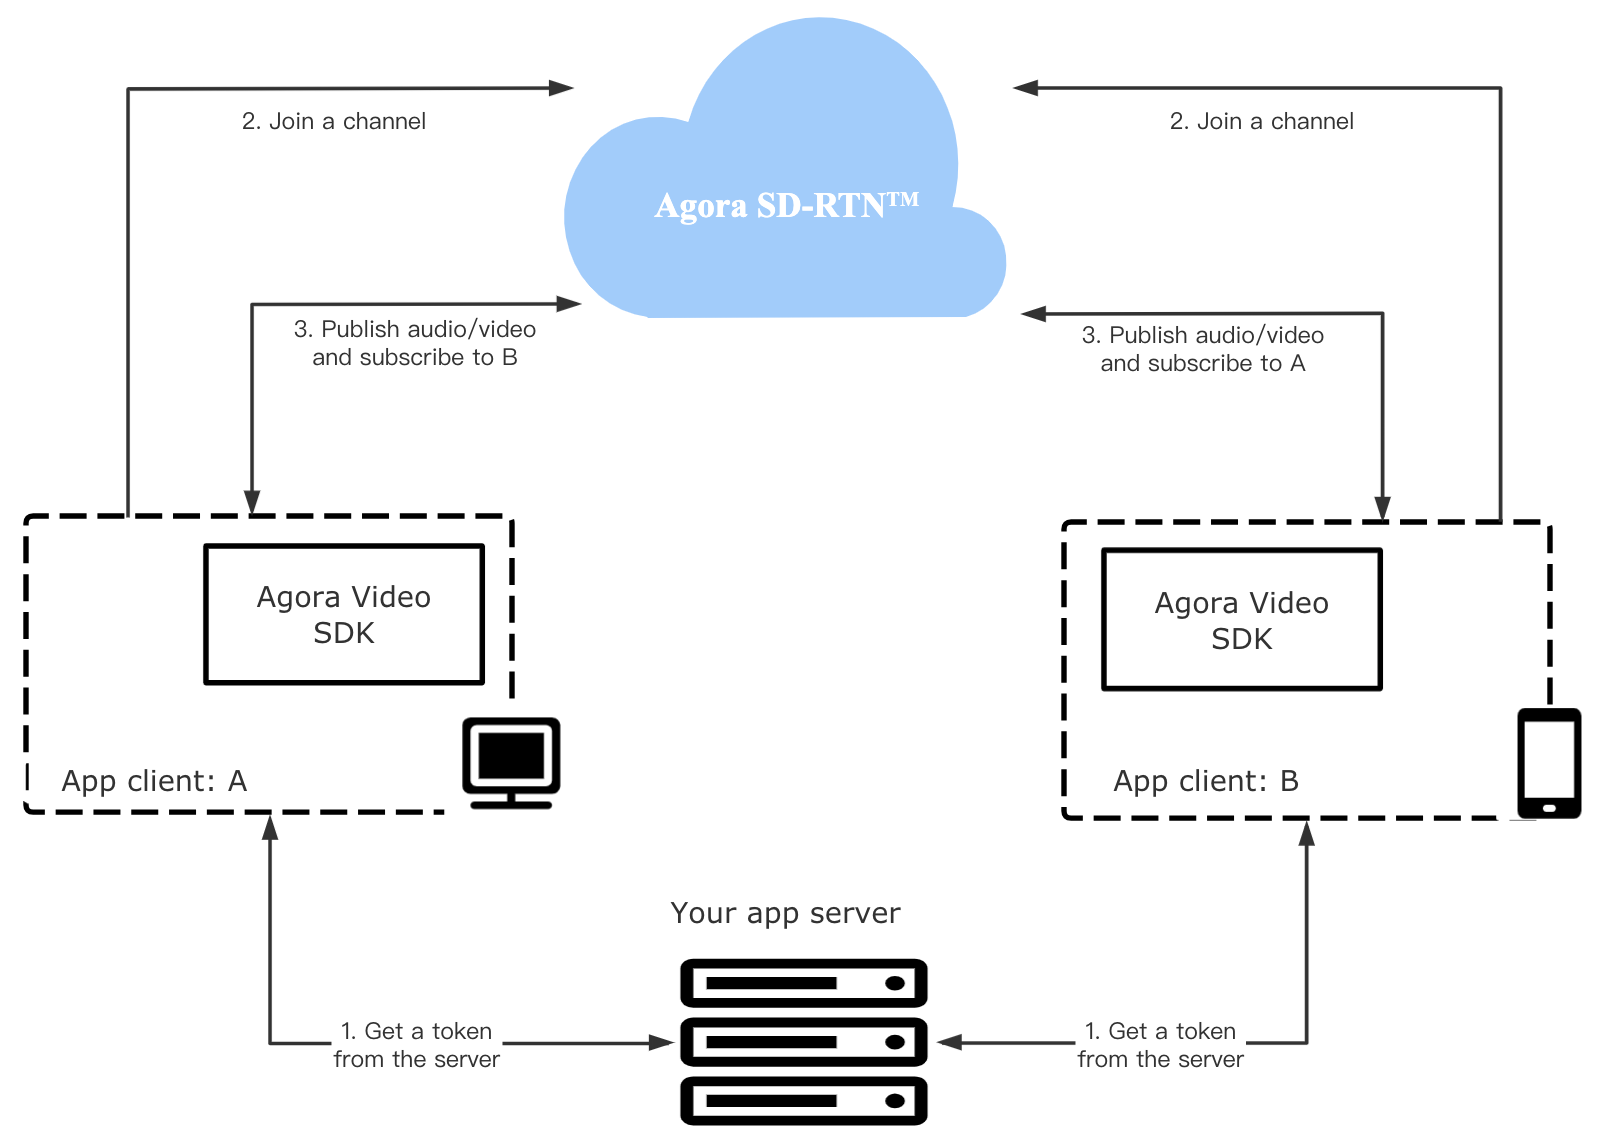 2. Join a channel
2. Join a channel
Agora SD-RTN™
3. Publish audio/video
and subscribe to B
3. Publish audio/video
and subscribe to A
Agora Video
SDK
Agora Video
SDK
App client: A
App client: B
Your app server
1. Get a token
from the server
1. Get a token
from the server